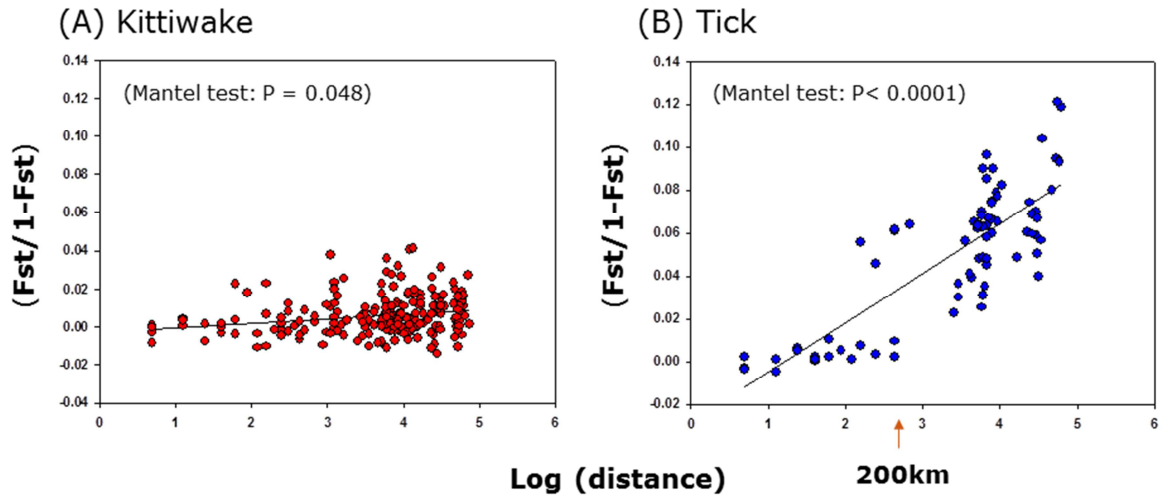 (A) Kittiwake
(Mantel test: P = 0.048)
(Fst/1-Fst)
0.14
0.12
0.10
0.08
0.06
0.04
0.02
0.00
-0.02
-0.04
0 1 2 3 4 5 6
(B) Tick
(Mantel test: P< 0.0001)
(Fst/1-Fst)
0.14
0.12
0.10
0.08
0.06
0.04
0.02
0.00
-0.02
0 1 2 3 4 5 6
Log (distance)
200km